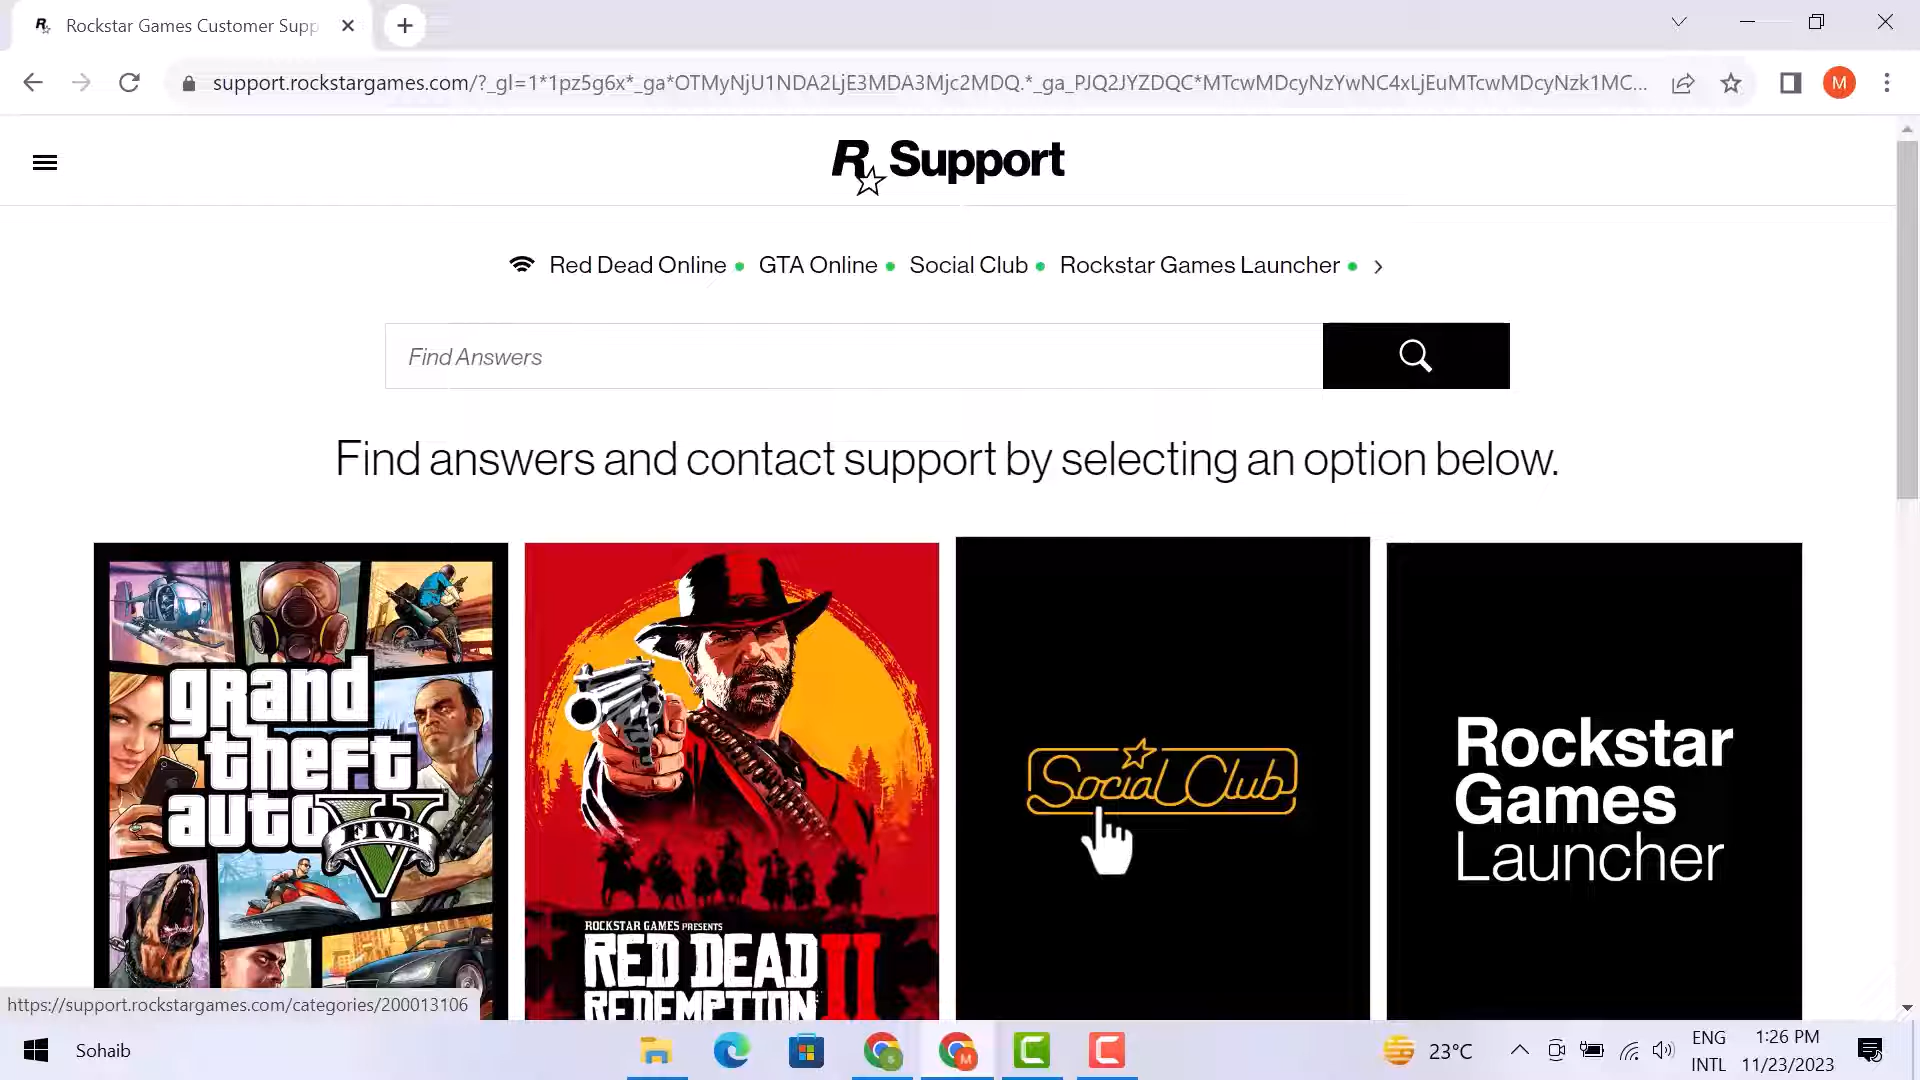 Rockstar Games Customer Supp
support.rockstargames.com/?_gl=1*1pz5g6x*_ga*OTMyNjU1NDA2LjE3MDA3Mjc2MDQ.*_ga_PJQ2JYZDQC*MTcwMDcyNzYwNC4xLjEuMTcwMDcyNzk1MC...
M
R Support
Red Dead Online GTA Online Social Club Rockstar Games Launcher
Find Answers
Find answers and contact support by selecting an option below.
grand
theft
auto
FIVE
ROCKSTAR GAMES PRESENTS
RED DEAD
REDEMPTION II
Social Club
Rockstar
Games
Launcher
https://support.rockstargames.com/categories/200013106
Sohaib
S
M
23°C
ENG
INTL
1:26 PM
11/23/2023